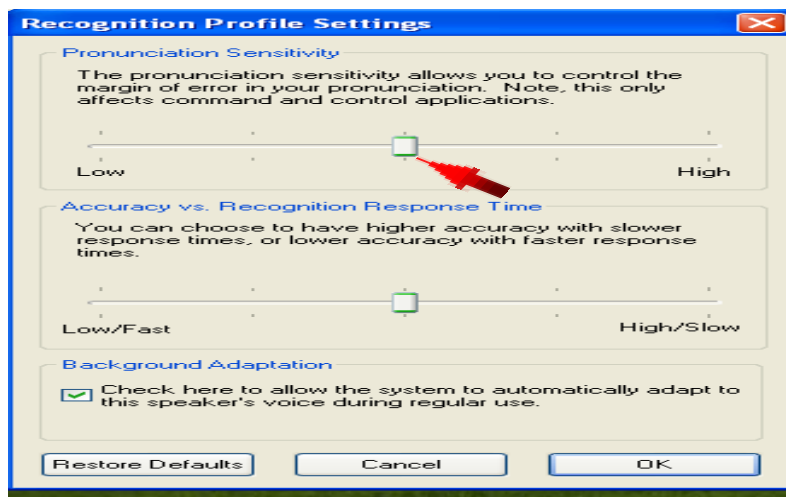 Recognition Profile Settings
Pronunciation Sensitivity
The pronunciation sensitivity allows you to control the
margin of error in your pronunciation. Note, this only
affects command and control applications.
Low High
Accuracy vs. Recognition Response Time
You can choose to have higher accuracy with slower
response times, or lower accuracy with faster response
times.
Low/Fast High/Slow
Background Adaptation
Check here to allow the system to automatically adapt to
this speaker's voice during regular use.
Restore Defaults Cancel OK